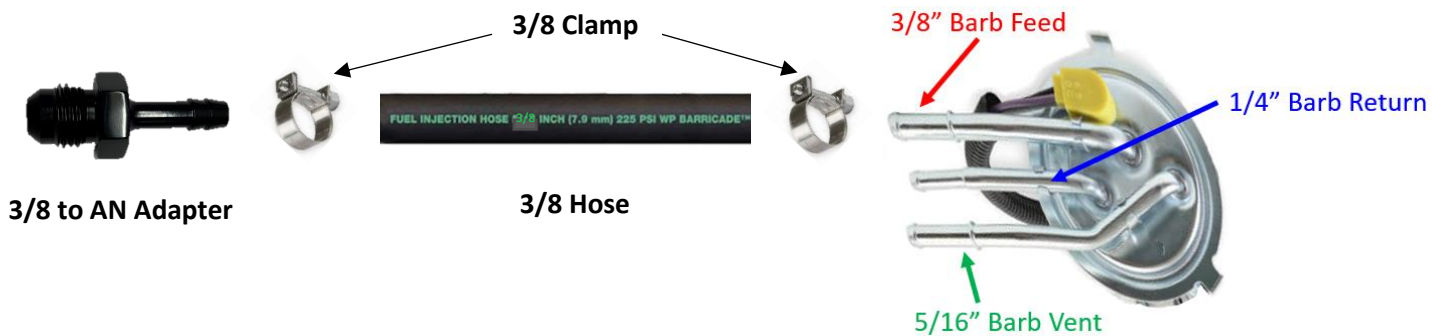 3/8 Clamp
3/8” Barb Feed
1/4” Barb Return
FUEL INJECTION HOSE 3/8 INCH (7.9 mm) 225 PSI WP BARRICADE™
3/8 to AN Adapter
3/8 Hose
5/16” Barb Vent